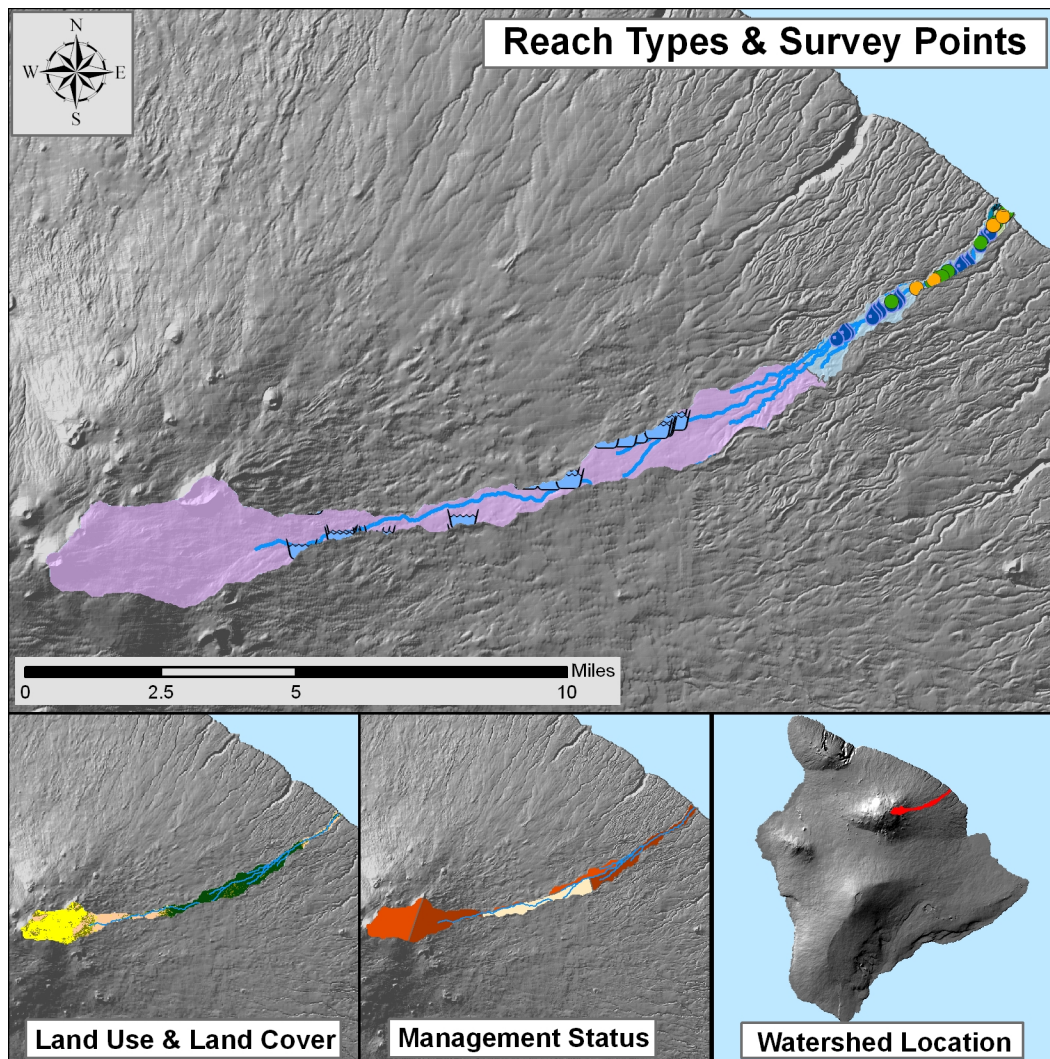 N
Reach Types & Survey Points
W E
S
Miles
0 2.5 5 10
Land Use & Land Cover
Management Status
Watershed Location